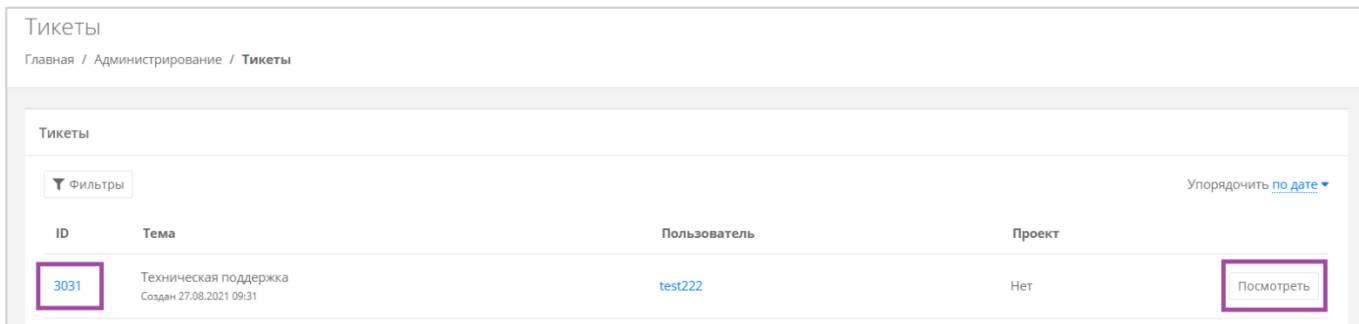 Тикеты
Главная / Администрирование / Тикеты
Тикеты
Фильтры
Упорядочить по дате
ID Тема Пользователь Проект
3031 Техническая поддержка test222 Нет Посмотреть
Создан 27.08.2021 09:31